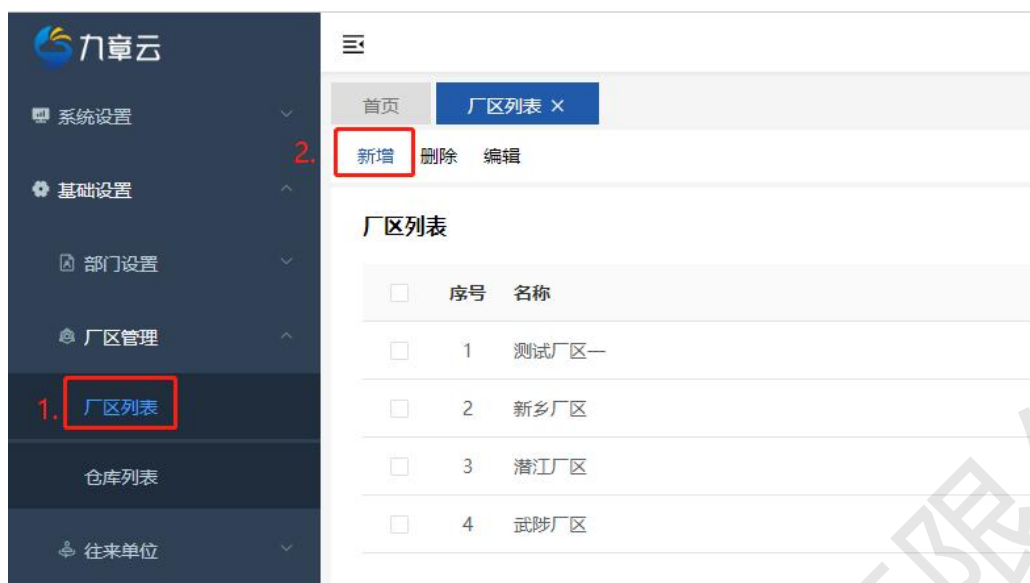 九章云
系统设置
基础设置
部门设置
厂区管理
1. 厂区列表
仓库列表
往来单位
首页 厂区列表 ×
2. 新增 删除 编辑
厂区列表
序号 名称
1 测试厂区一
2 新乡厂区
3 潜江厂区
4 武陟厂区
限